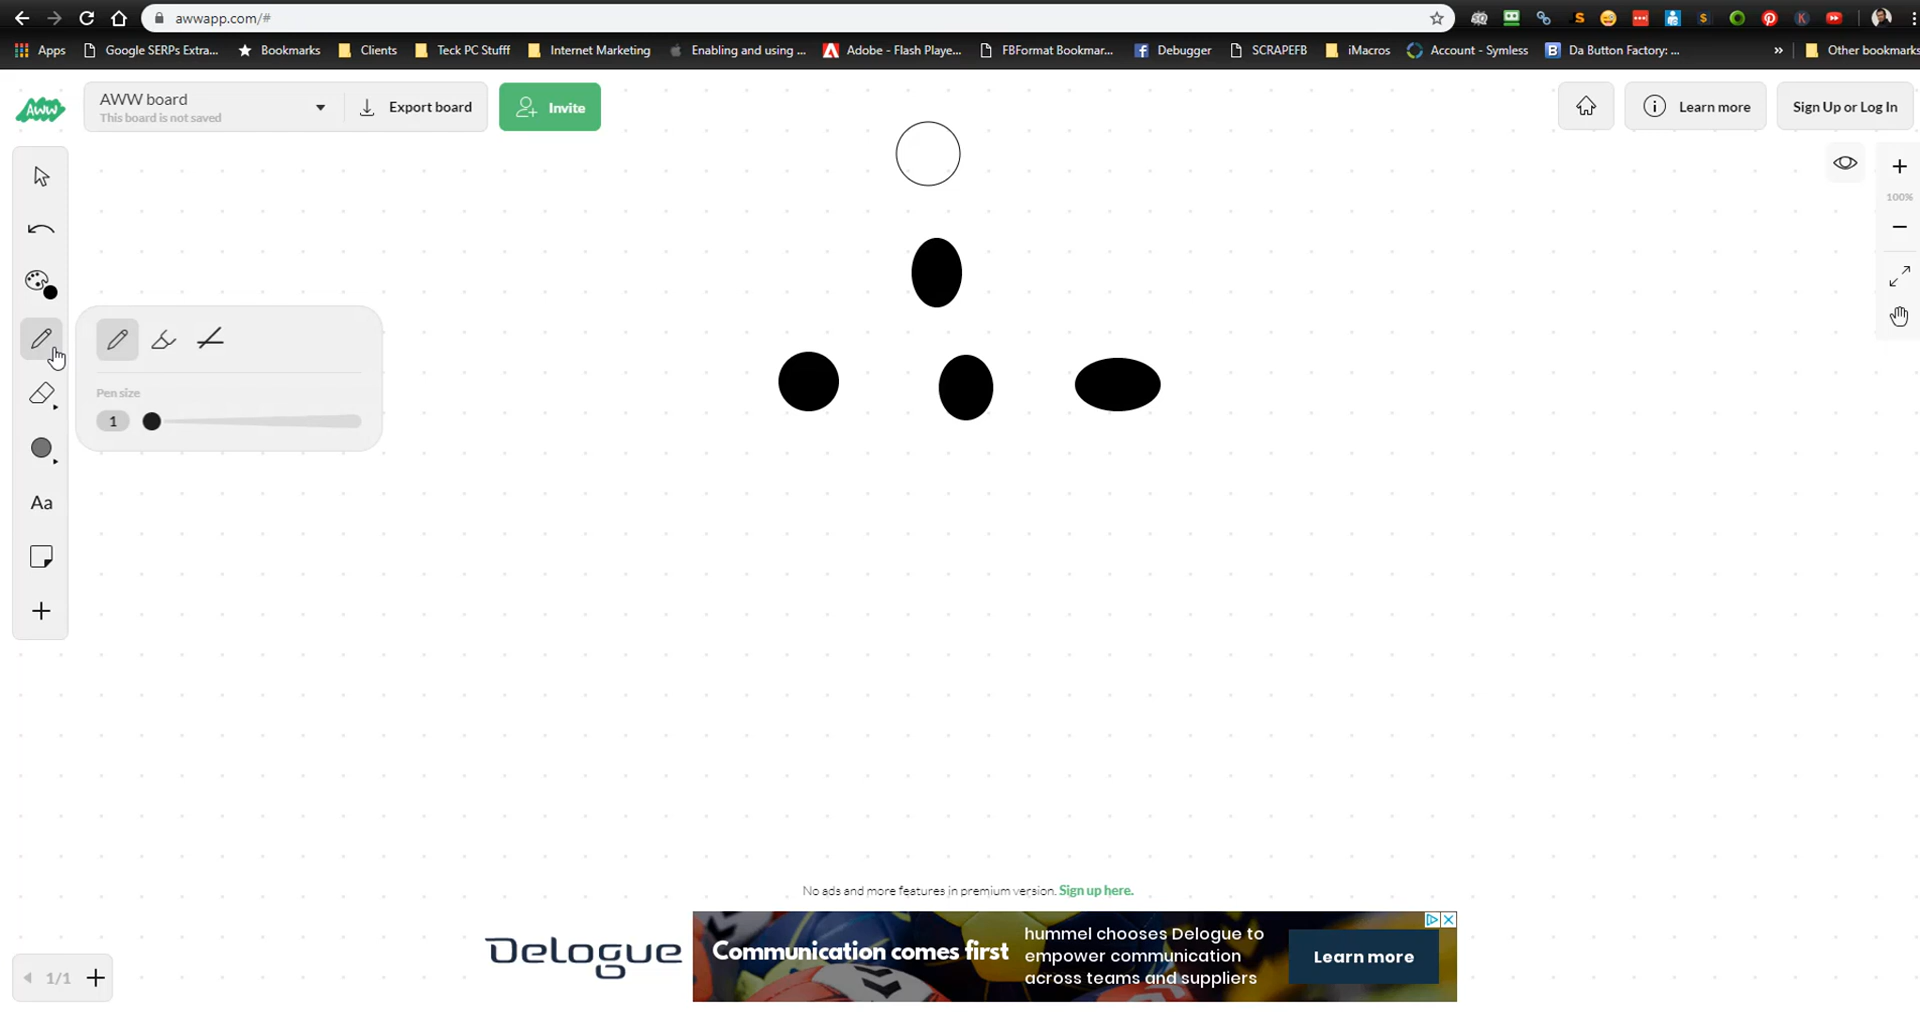 awwapp.com/#
Apps Google SERPs Extra... Bookmarks Clients Teck PC Stufff Internet Marketing Enabling and using ... Adobe - Flash Playe... FBFormat Bookmar... Debugger SCRAPEFB iMacros Account - Symless Da Button Factory: ... » Other bookmarks
AWW
AWW board
This board is not saved
Export board
Invite
Learn more
Sign Up or Log In
100%
Pen size
1
Aa
No ads and more features in premium version. Sign up here.
Delogue
Communication comes first
hummel chooses Delogue to
empower communication
across teams and suppliers
Learn more
1/1